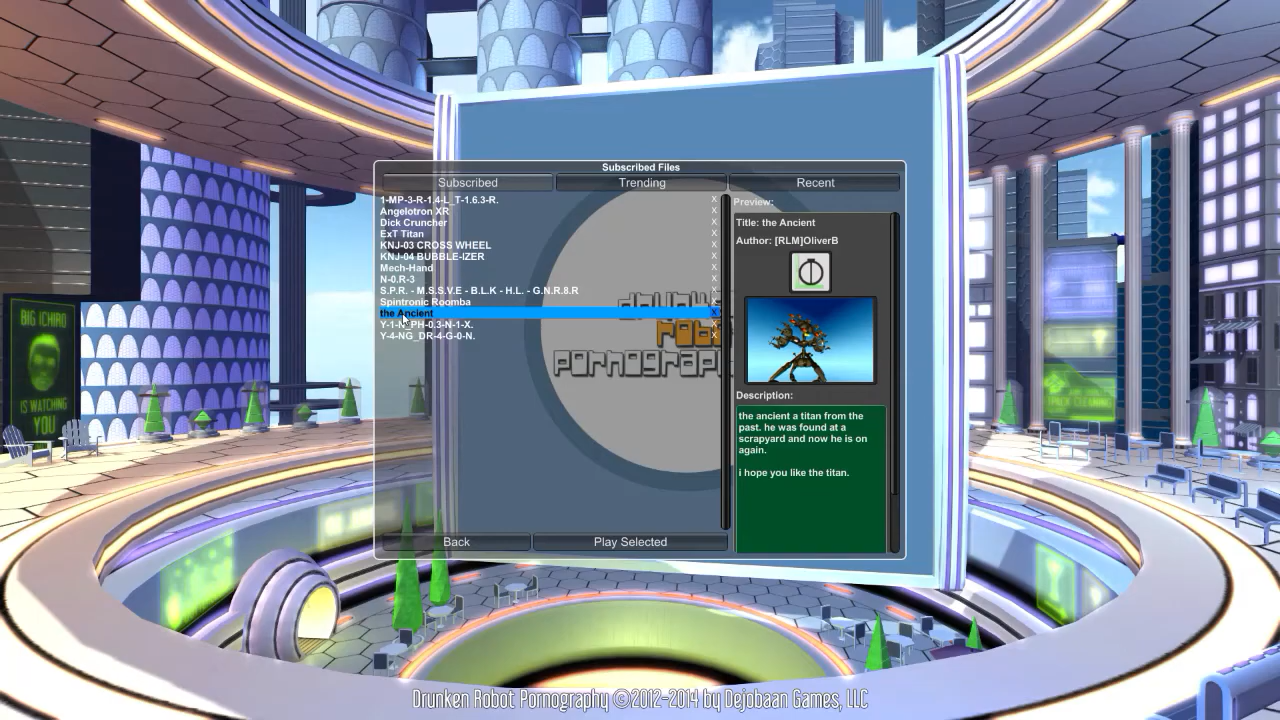 Subscribed Files
Subscribed Trending Recent
1-MP-3-R-1.4-L_T-1.6.3-R. X
Angelotron XR X
Dick Cruncher X
ExT Titan X
KNJ-03 CROSS WHEEL X
KNJ-04 BUBBLE-IZER X
Mech-Hand X
N-0.R-3 X
S.P.R. - M.S.S.V.E - B.L.K - H.L. - G.N.R.8.R X
Spintronic Roomba X
the Ancient X
Y-1-N_PH-0.3-N-1-X. X
Y-4-NG_DR-4-G-0-N. X
Back Play Selected
Preview:
Title: the Ancient
Author: [RLM]OliverB
Description:
the ancient a titan from the
past. he was found at a
scrapyard and now he is on
again.
i hope you like the titan.
BIG ICHIRO
IS WATCHING
YOU
Drunken Robot Pornography ©2012-2014 by Dejobaan Games, LLC